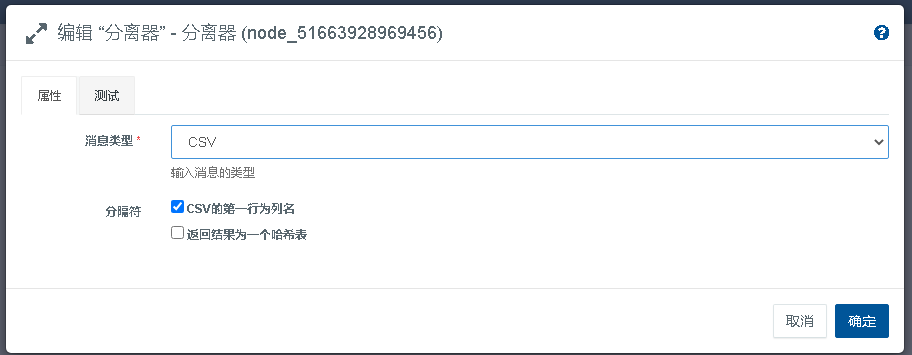 编辑 “分离器” - 分离器 (node_51663928969456)
属性
测试
消息类型 *
CSV
输入消息的类型
分隔符
CSV的第一行为列名
返回结果为一个哈希表
取消
确定